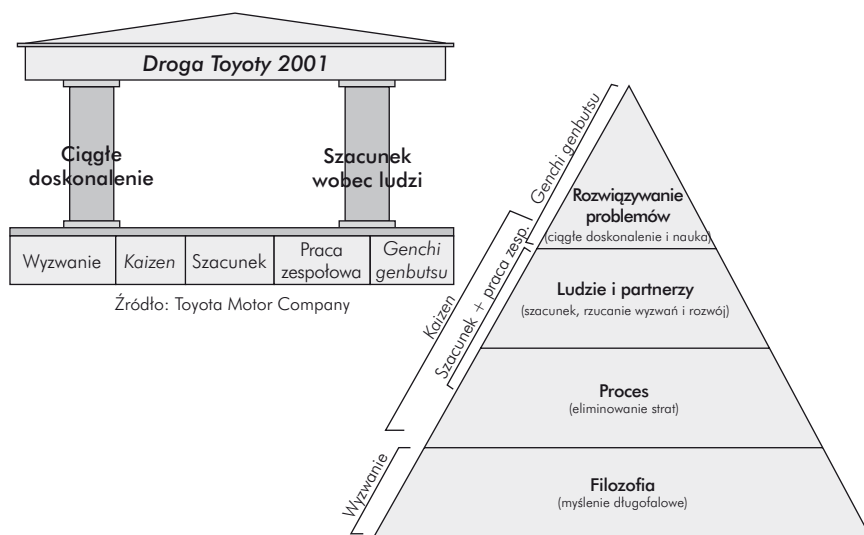 Droga Toyoty 2001
Ciągłe
doskonalenie
Szacunek
wobec ludzi
Wyzwanie
Kaizen
Szacunek
Praca
zespołowa
Genchi
genbutsu
Źródło: Toyota Motor Company
Genchi genbutsu
Szacunek + praca zesp.
Kaizen
Wyzwanie
Rozwiązywanie
problemów
(ciągłe doskonalenie i nauka)
Ludzie i partnerzy
(szacunek, rzucanie wyzwań i rozwój)
Proces
(eliminowanie strat)
Filozofia
(myślenie długofalowe)